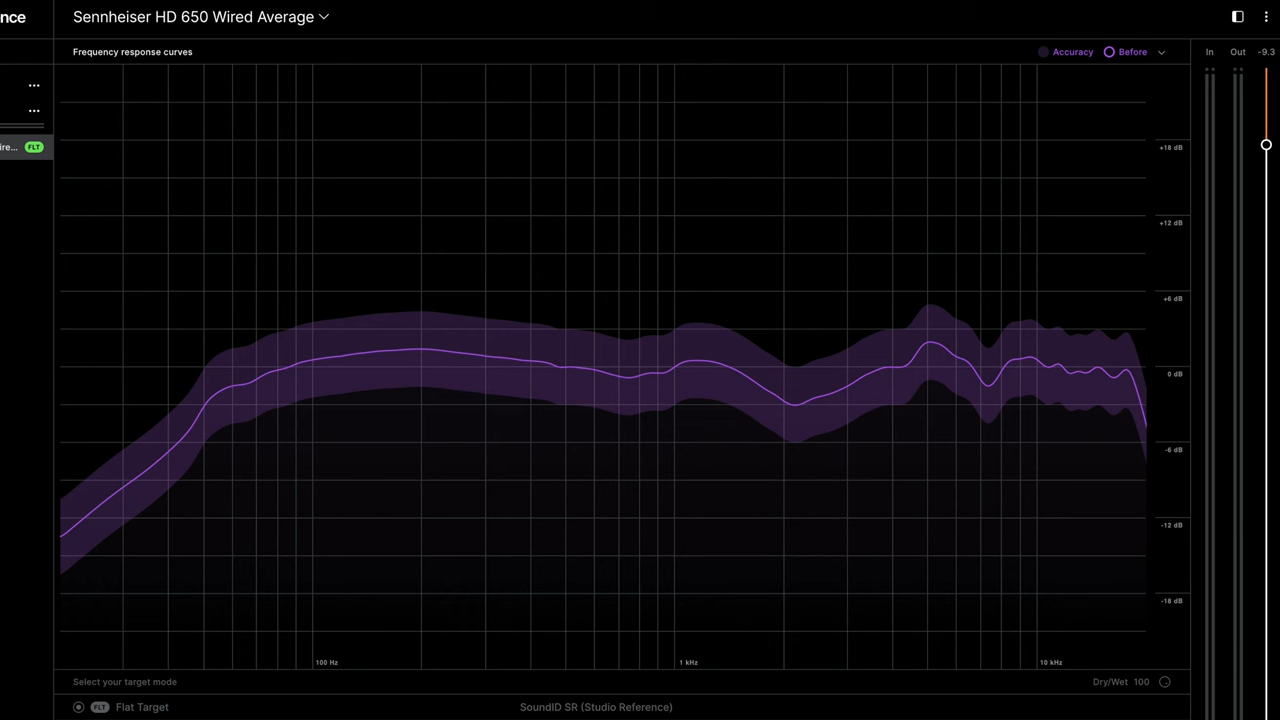 nce
Sennheiser HD 650 Wired Average
Frequency response curves
Accuracy
Before
In
Out
-9.3
ire...
FLT
+18 dB
+12 dB
+6 dB
0 dB
-6 dB
-12 dB
-18 dB
100 Hz
1 kHz
10 kHz
Select your target mode
Dry/Wet 100
FLT Flat Target
SoundID SR (Studio Reference)